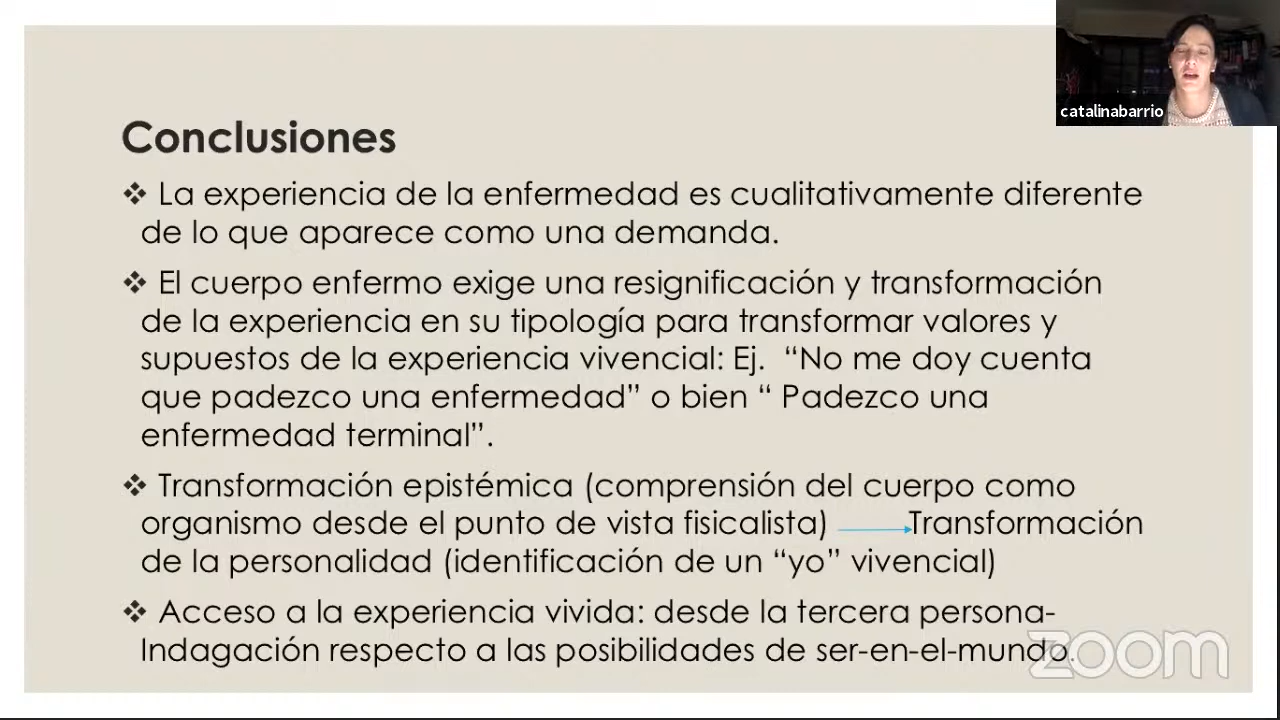 catalinabarrio
Conclusiones
❖ La experiencia de la enfermedad es cualitativamente diferente
de lo que aparece como una demanda.
❖ El cuerpo enfermo exige una resignificación y transformación
de la experiencia en su tipología para transformar valores y
supuestos de la experiencia vivencial: Ej. “No me doy cuenta
que padezco una enfermedad” o bien “ Padezco una
enfermedad terminal”.
❖ Transformación epistémica (comprensión del cuerpo como
organismo desde el punto de vista fisicalista) → Transformación
de la personalidad (identificación de un “yo” vivencial)
❖ Acceso a la experiencia vivida: desde la tercera persona-
Indagación respecto a las posibilidades de ser-en-el-mundo.
zoom